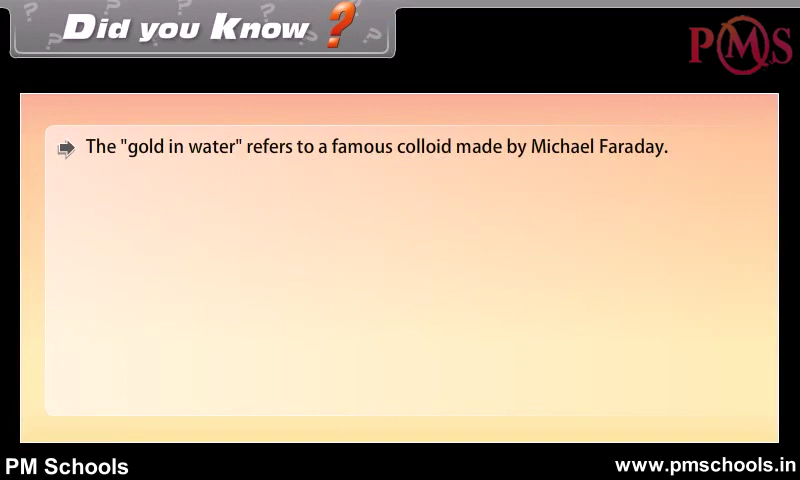 Did you Know ?
PMS
The "gold in water" refers to a famous colloid made by Michael Faraday.
PM Schools
www.pmschools.in